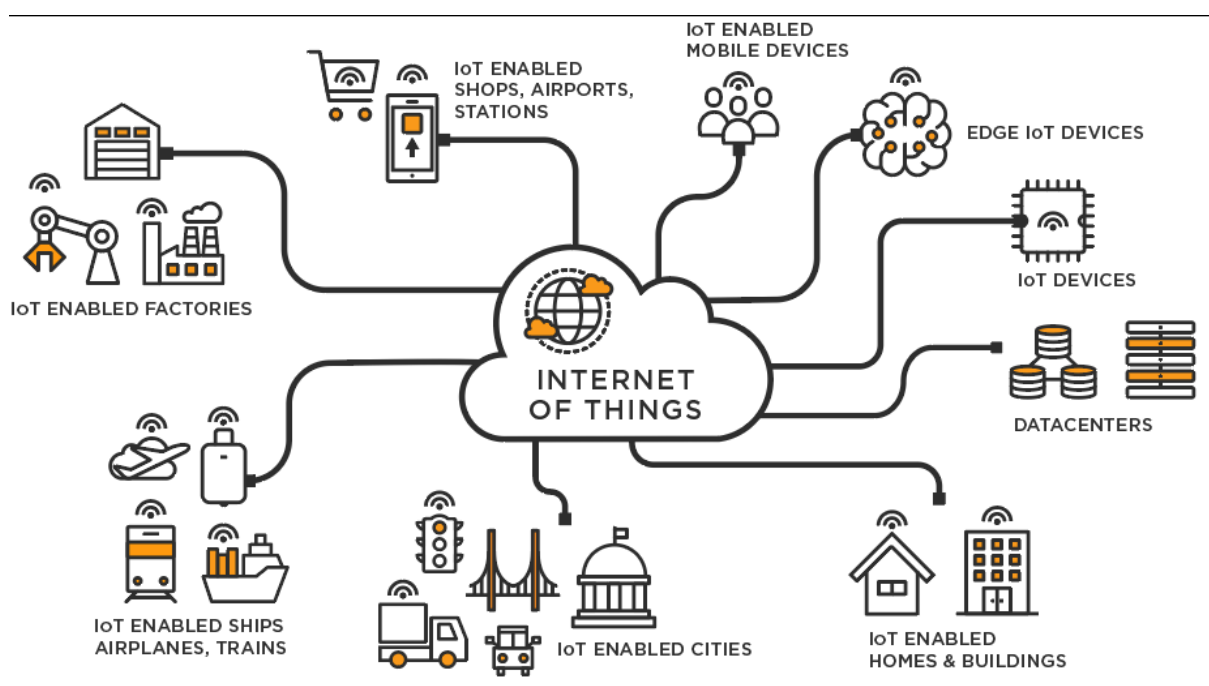 IoT ENABLED
MOBILE DEVICES
IoT ENABLED
SHOPS, AIRPORTS,
STATIONS
EDGE IoT DEVICES
IoT DEVICES
IoT ENABLED FACTORIES
INTERNET
OF THINGS
DATACENTERS
IoT ENABLED SHIPS
AIRPLANES, TRAINS
IoT ENABLED CITIES
IoT ENABLED
HOMES & BUILDINGS